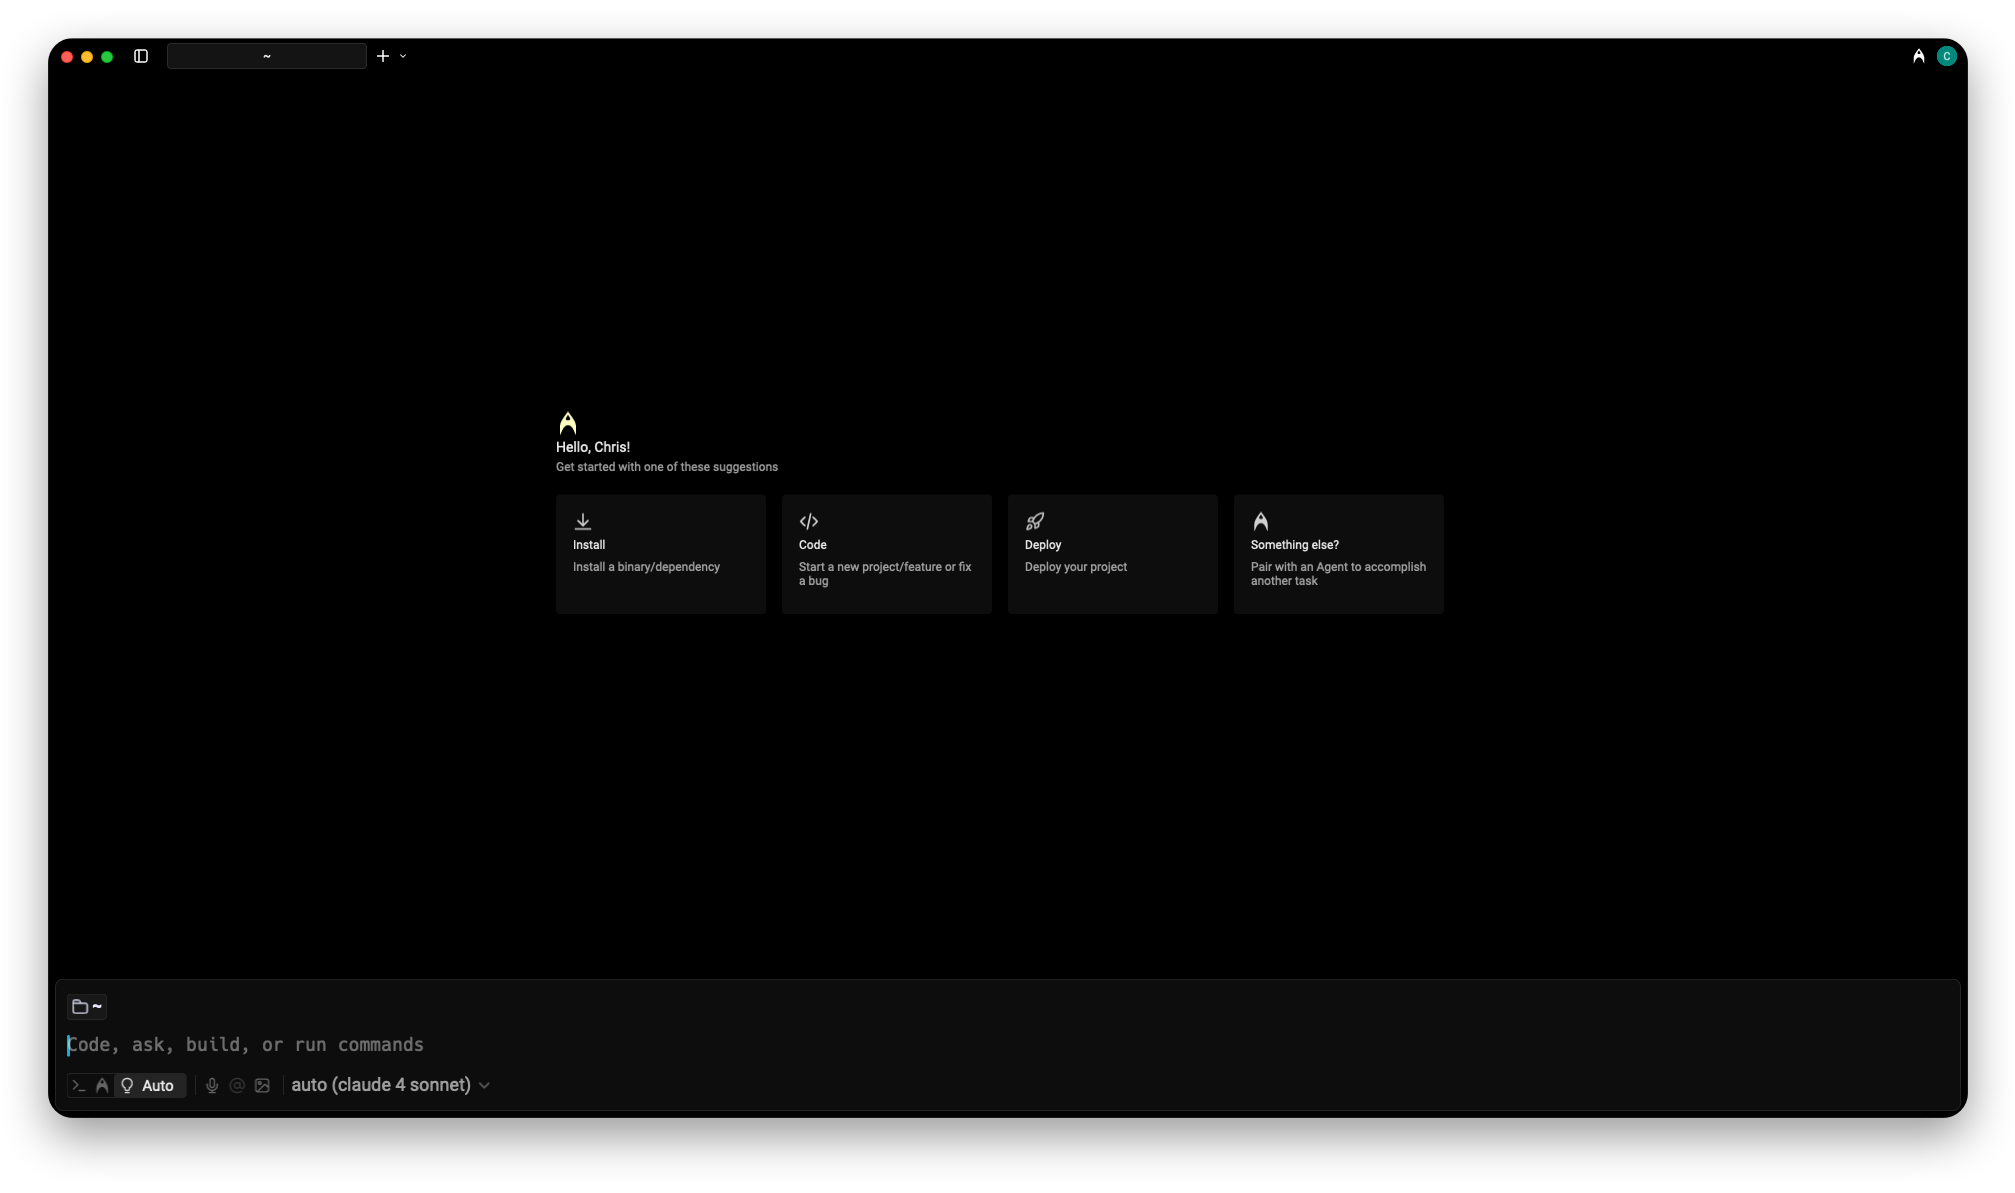 ~
C
Hello, Chris!
Get started with one of these suggestions
Install
Install a binary/dependency
Code
Start a new project/feature or fix
a bug
Deploy
Deploy your project
Something else?
Pair with an Agent to accomplish
another task
~
Code, ask, build, or run commands
Auto
auto (claude 4 sonnet)